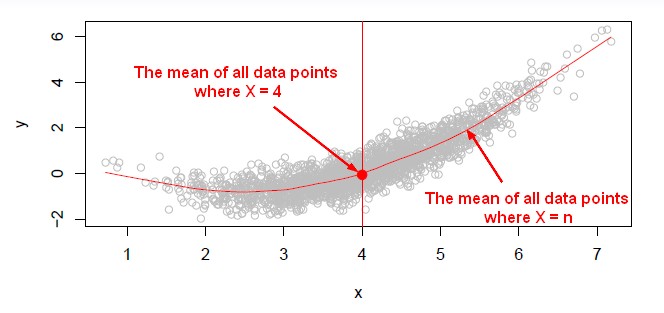 6
4
2
0
−2
y
The mean of all data points
where X = 4
The mean of all data points
where X = n
1 2 3 4 5 6 7
x